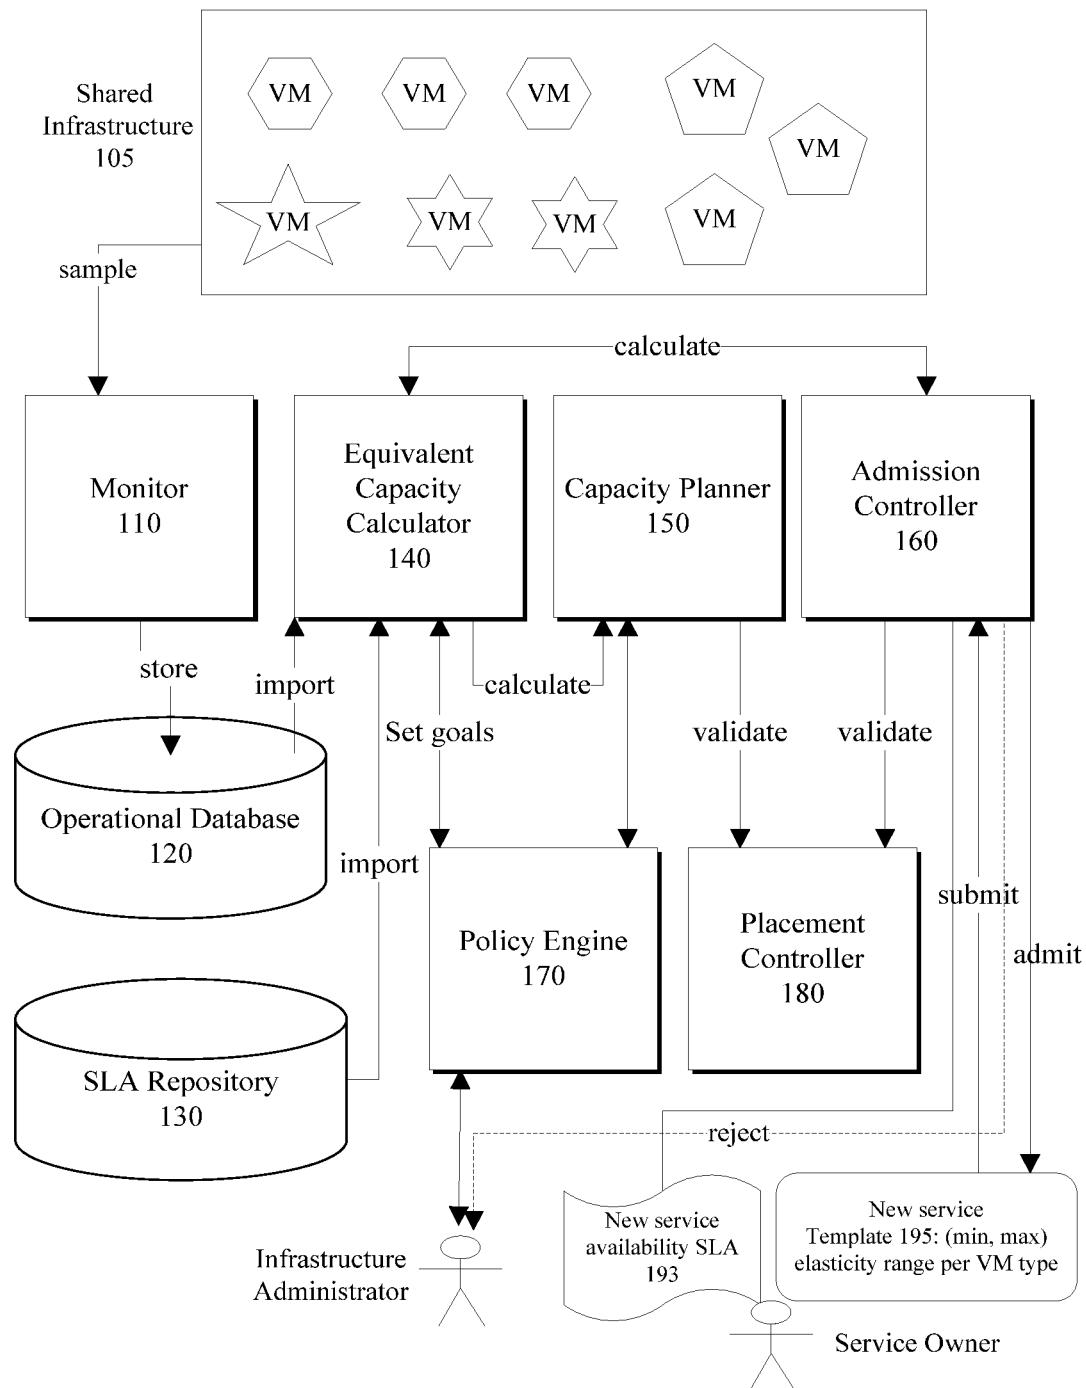 Shared
Infrastructure
105
VM
VM
VM
VM
VM
VM
VM
VM
VM
sample
calculate
Monitor
110
Equivalent
Capacity
Calculator
140
Capacity Planner
150
Admission
Controller
160
store
import
calculate
Set goals
validate
validate
Operational Database
120
import
submit
admit
Policy Engine
170
Placement
Controller
180
SLA Repository
130
reject
New service
availability SLA
193
New service
Template 195: (min, max)
elasticity range per VM type
Infrastructure
Administrator
Service Owner